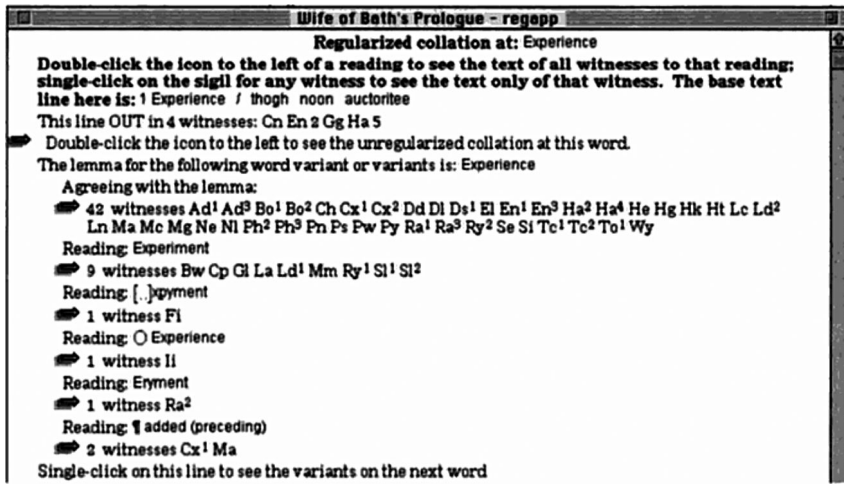 Wife of Bath's Prologue - regapp
Regularized collation at: Experience
Double-click the icon to the left of a reading to see the text of all witnesses to that reading;
single-click on the sigil for any witness to see the text only of that witness. The base text
line here is: 1 Experience / thogh noon auctoritee
This line OUT in 4 witnesses: Cn En2 Gg Ha5
Double-click the icon to the left to see the unregularized collation at this word.
The lemma for the following word variant or variants is: Experience
Agreeing with the lemma:
42 witnesses Ad¹ Ad³ Bo¹ Bo² Ch Cx¹ Cx² Dd Dl Ds¹ El En¹ En³ Ha² Ha⁴ He Hg Hk Ht Lc Ld²
Ln Ma Mc Mg Ne Nl Ph² Ph³ Pn Ps Pw Py Ra¹ Ra³ Ry² Se Si Tc¹ Tc² To¹ Wy
Reading: Experiment
9 witnesses Bw Cp Gl La Ld¹ Mm Ry¹ Sl¹ Sl²
Reading: [..]xpyment
1 witness Fi
Reading: O Experience
1 witness Ii
Reading: Eryment
1 witness Ra²
Reading: ¶ added (preceding)
2 witnesses Cx¹ Ma
Single-click on this line to see the variants on the next word